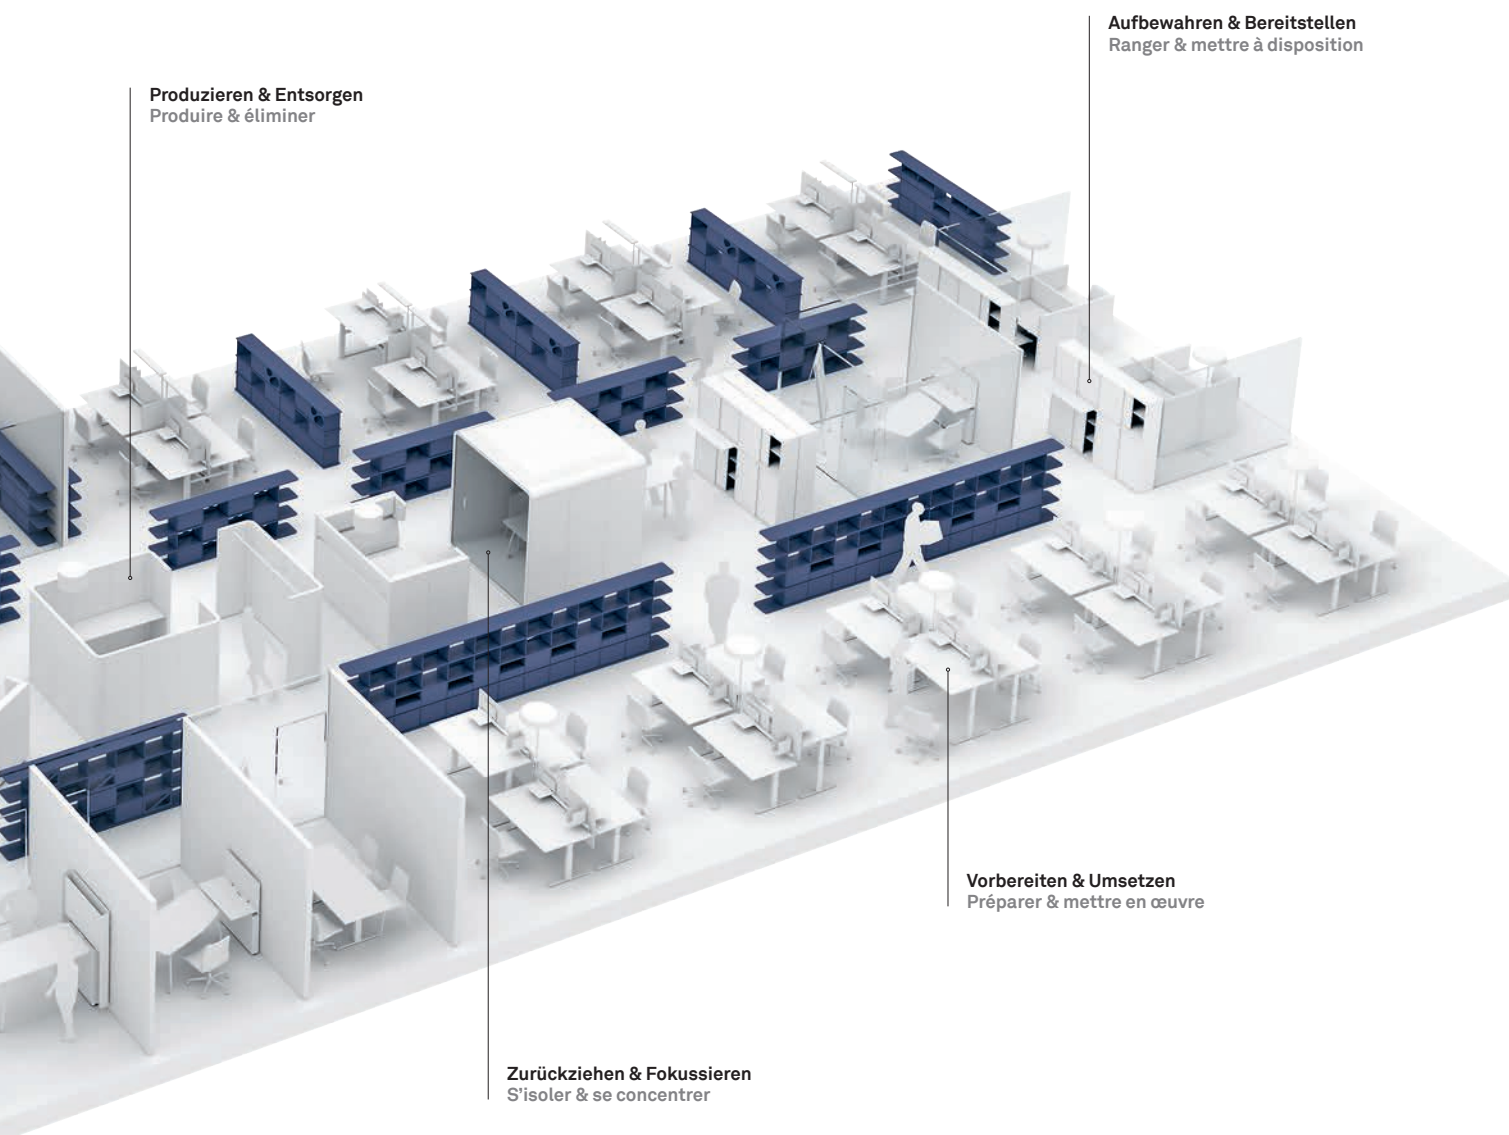 Aufbewahren & Bereitstellen
Ranger & mettre à disposition
Produzieren & Entsorgen
Produire & éliminer
Vorbereiten & Umsetzen
Préparer & mettre en œuvre
Zurückziehen & Fokussieren
S’isoler & se concentrer